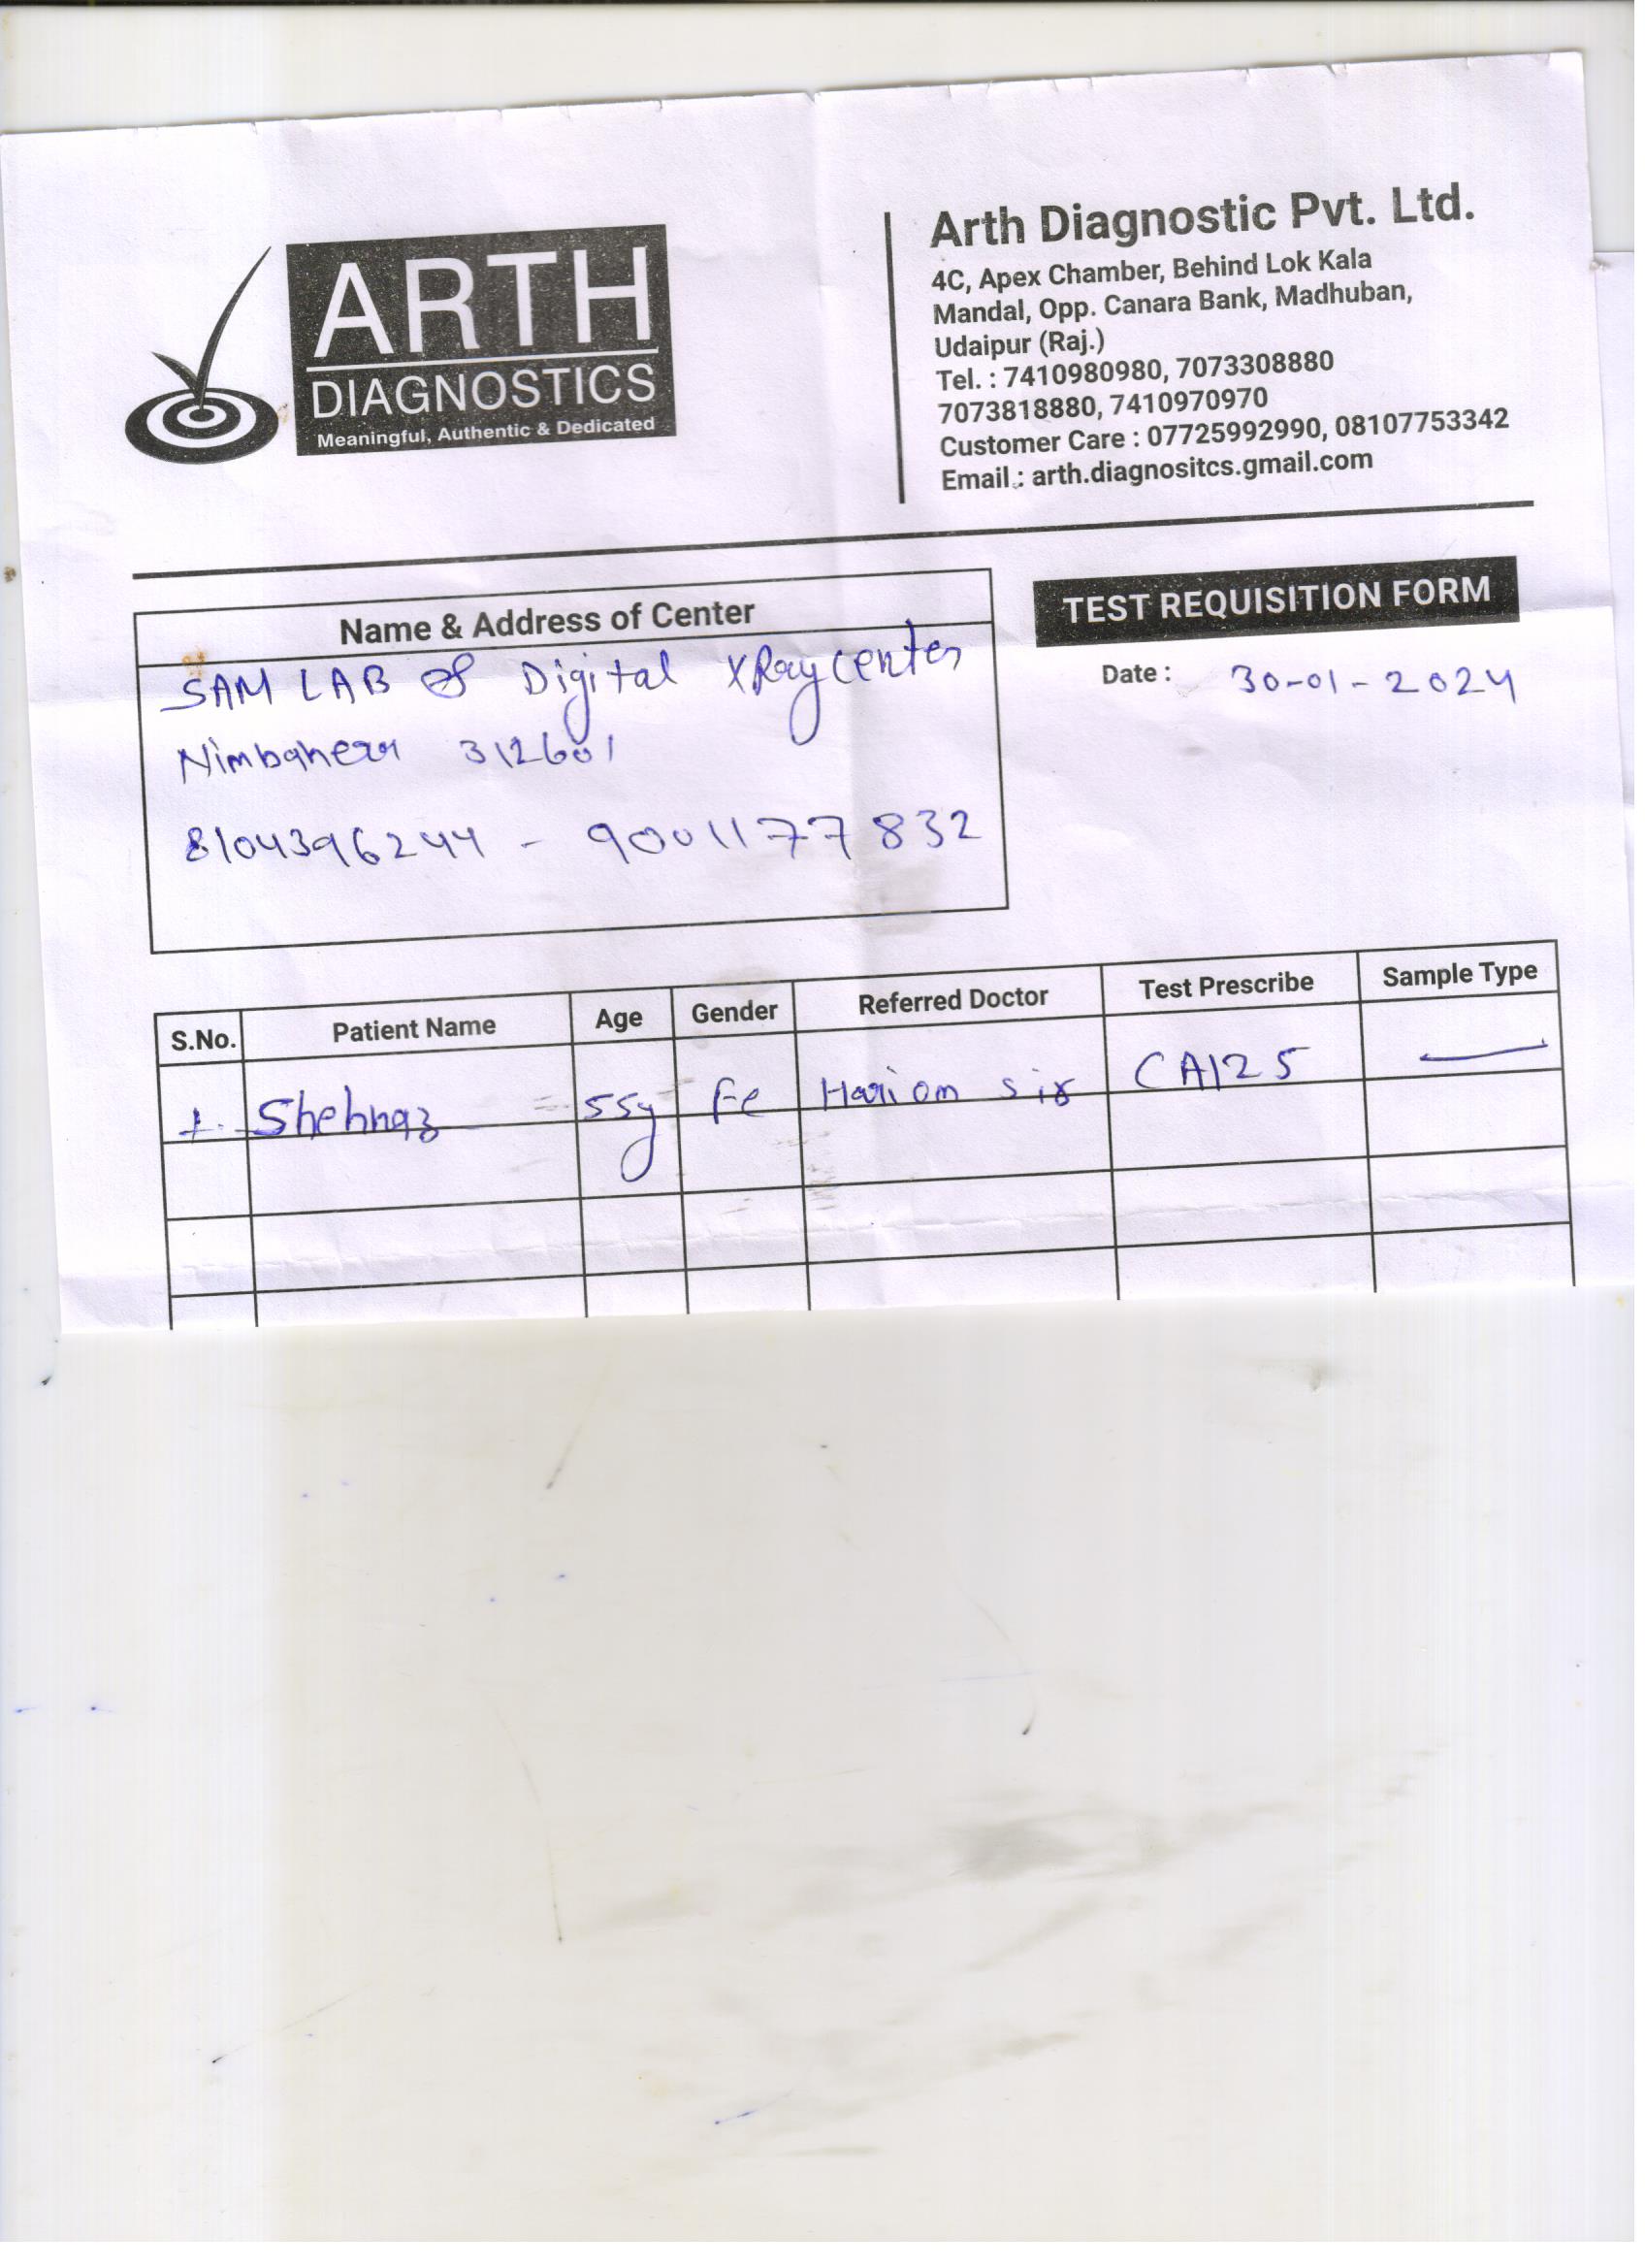 ARTH
DIAGNOSTICS
Meaningful, Authentic & Dedicated
Arth Diagnostic Pvt. Ltd.
4C, Apex Chamber, Behind Lok Kala
Mandal, Opp. Canara Bank, Madhuban,
Udaipur (Raj.)
Tel. : 7410980980, 7073308880
7073818880, 7410970970
Customer Care : 07725992990, 08107753342
Email : arth.diagnositcs.gmail.com
Name & Address of Center
SAM LAB & Digital XRay center
Nimbahera 312601
8104396244 - 9001177832
TEST REQUISITION FORM
Date : 30-01-2024
S.No. Patient Name Age Gender Referred Doctor Test Prescribe Sample Type
1. Shehnaz 55y Fe Hariom sir CA125 —